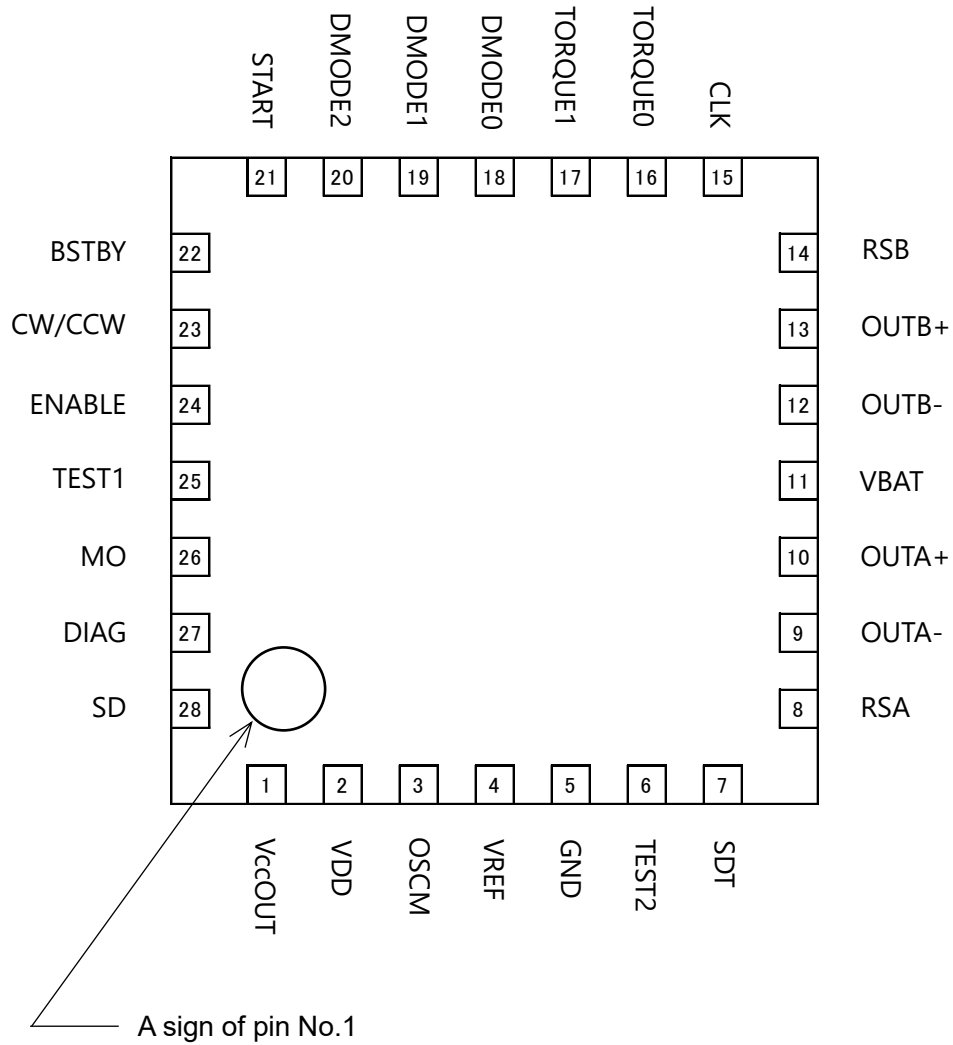 START
DMODE2
DMODE1
DMODE0
TORQUE1
TORQUE0
CLK
21 20 19 18 17 16 15
BSTBY 22 14 RSB
CW/CCW 23 13 OUTB+
ENABLE 24 12 OUTB-
TEST1 25 11 VBAT
MO 26 10 OUTA+
DIAG 27 9 OUTA-
SD 28 8 RSA
1 2 3 4 5 6 7
VccOUT
VDD
OSCM
VREF
GND
TEST2
SDT
A sign of pin No.1